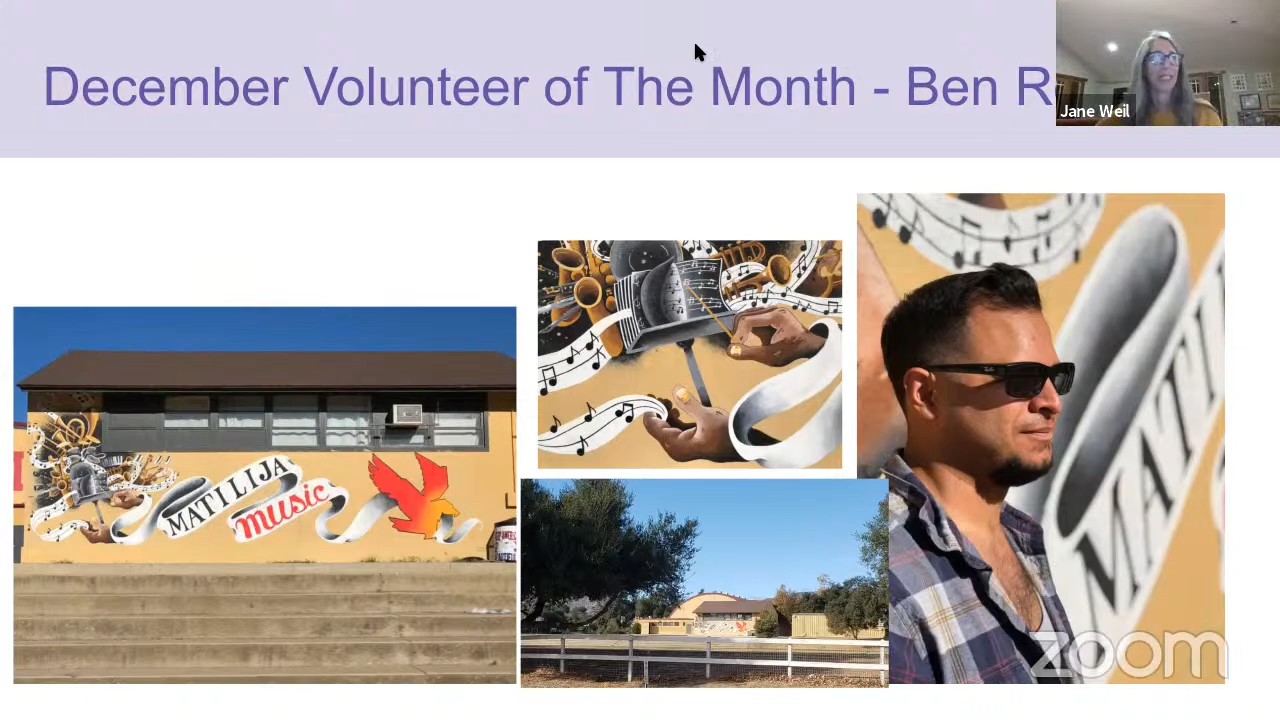 December Volunteer of The Month - Ben R
Jane Weil
MATILIJA
music
MATI
zoom